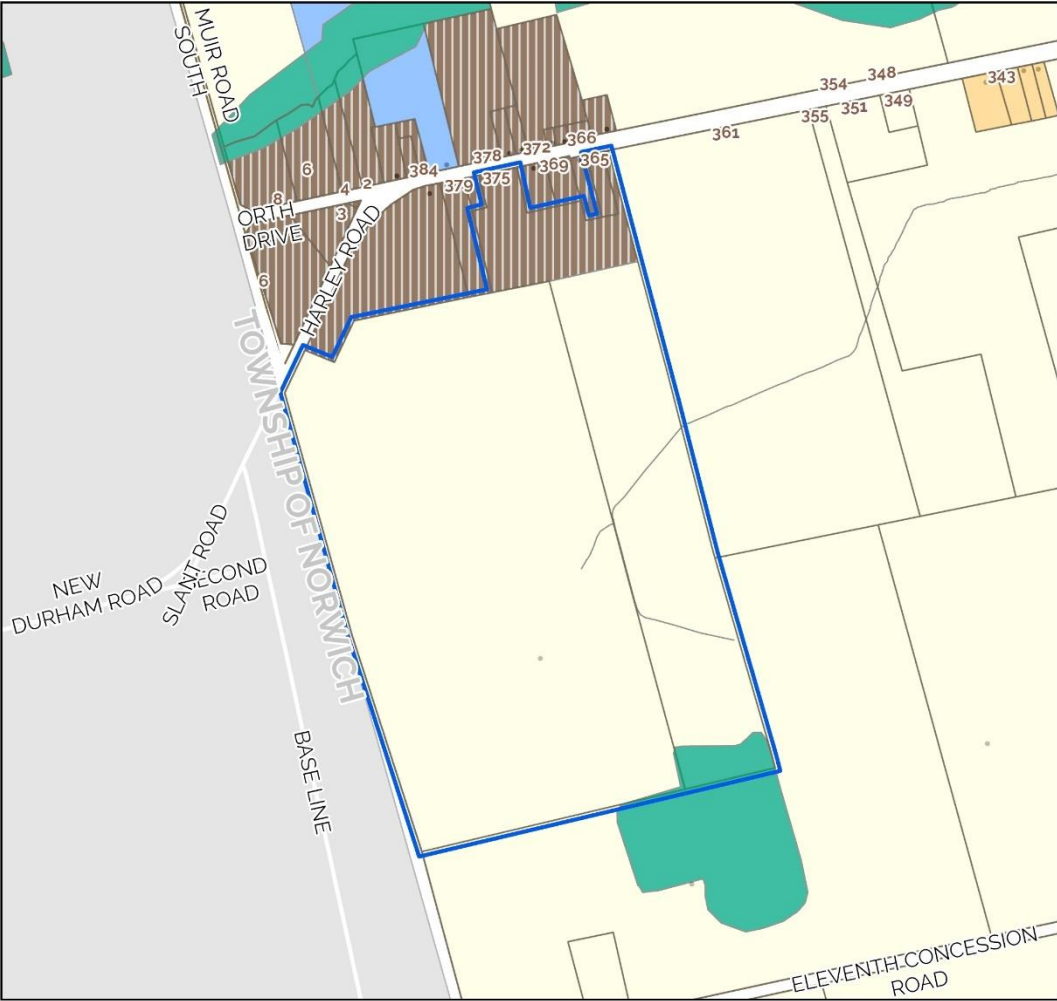 MUIR ROAD
SOUTH
354
348
343
349
351
355
361
366
372
378
384
365
369
375
379
6
4
2
8
3
ORTH
DRIVE
HARLEY ROAD
6
TOWNSHIP OF NORWICH
SLANT ROAD
NEW
DURHAM ROAD
ECOND
ROAD
BASE LINE
ELEVENTH CONCESSION
ROAD